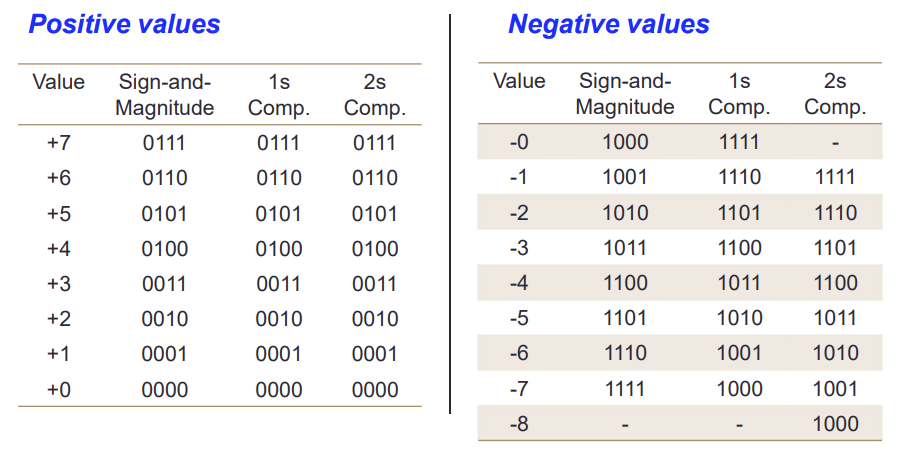 Positive values
Value Sign-and-Magnitude 1s Comp. 2s Comp.
+7 0111 0111 0111
+6 0110 0110 0110
+5 0101 0101 0101
+4 0100 0100 0100
+3 0011 0011 0011
+2 0010 0010 0010
+1 0001 0001 0001
+0 0000 0000 0000
Negative values
Value Sign-and-Magnitude 1s Comp. 2s Comp.
-0 1000 1111 -
-1 1001 1110 1111
-2 1010 1101 1110
-3 1011 1100 1101
-4 1100 1011 1100
-5 1101 1010 1011
-6 1110 1001 1010
-7 1111 1000 1001
-8 - - 1000